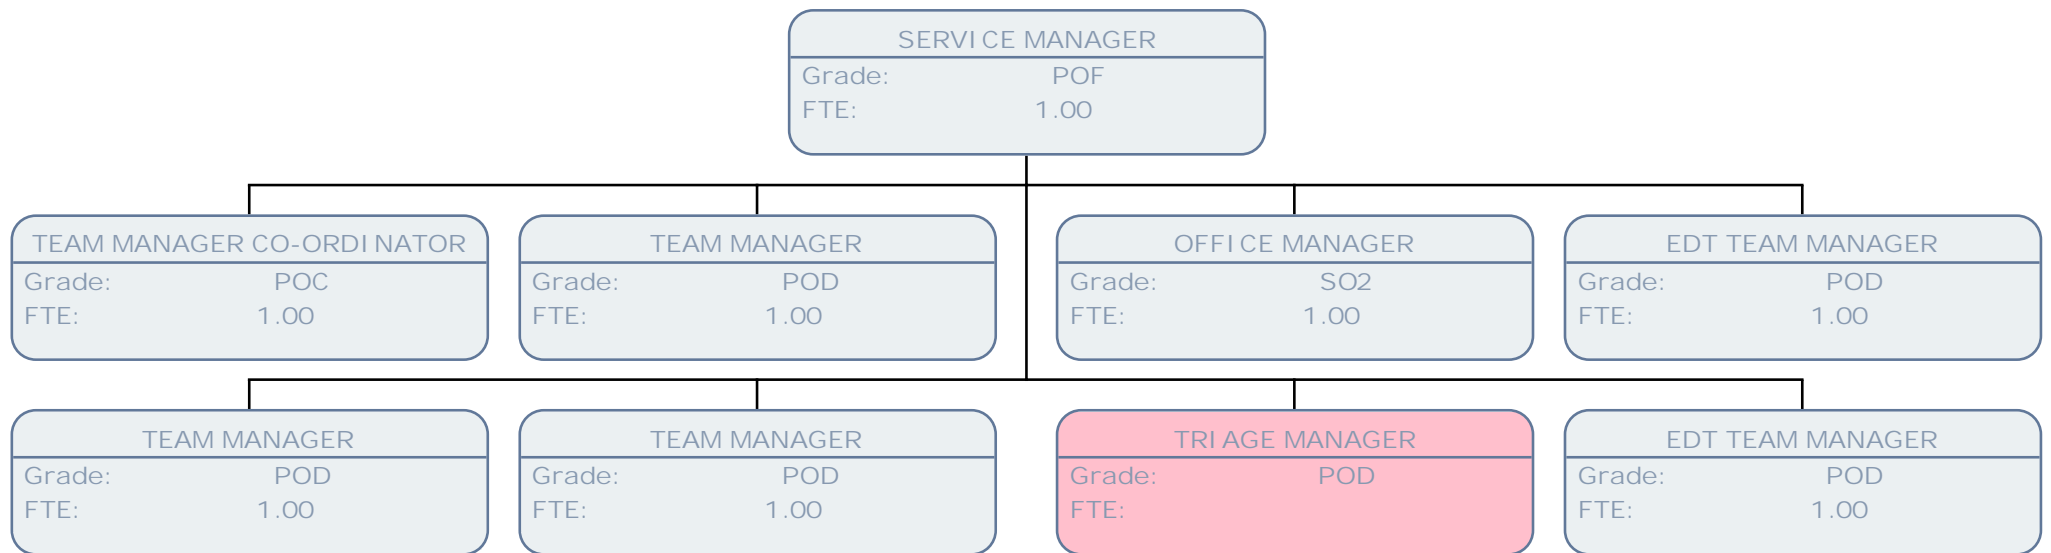 SERVICE MANAGER
Grade: POF
FTE: 1.00
TEAM MANAGER CO-ORDINATOR
Grade: POC
FTE: 1.00
TEAM MANAGER
Grade: POD
FTE: 1.00
OFFICE MANAGER
Grade: SO2
FTE: 1.00
EDT TEAM MANAGER
Grade: POD
FTE: 1.00
TEAM MANAGER
Grade: POD
FTE: 1.00
TEAM MANAGER
Grade: POD
FTE: 1.00
TRIAGE MANAGER
Grade: POD
FTE:
EDT TEAM MANAGER
Grade: POD
FTE: 1.00